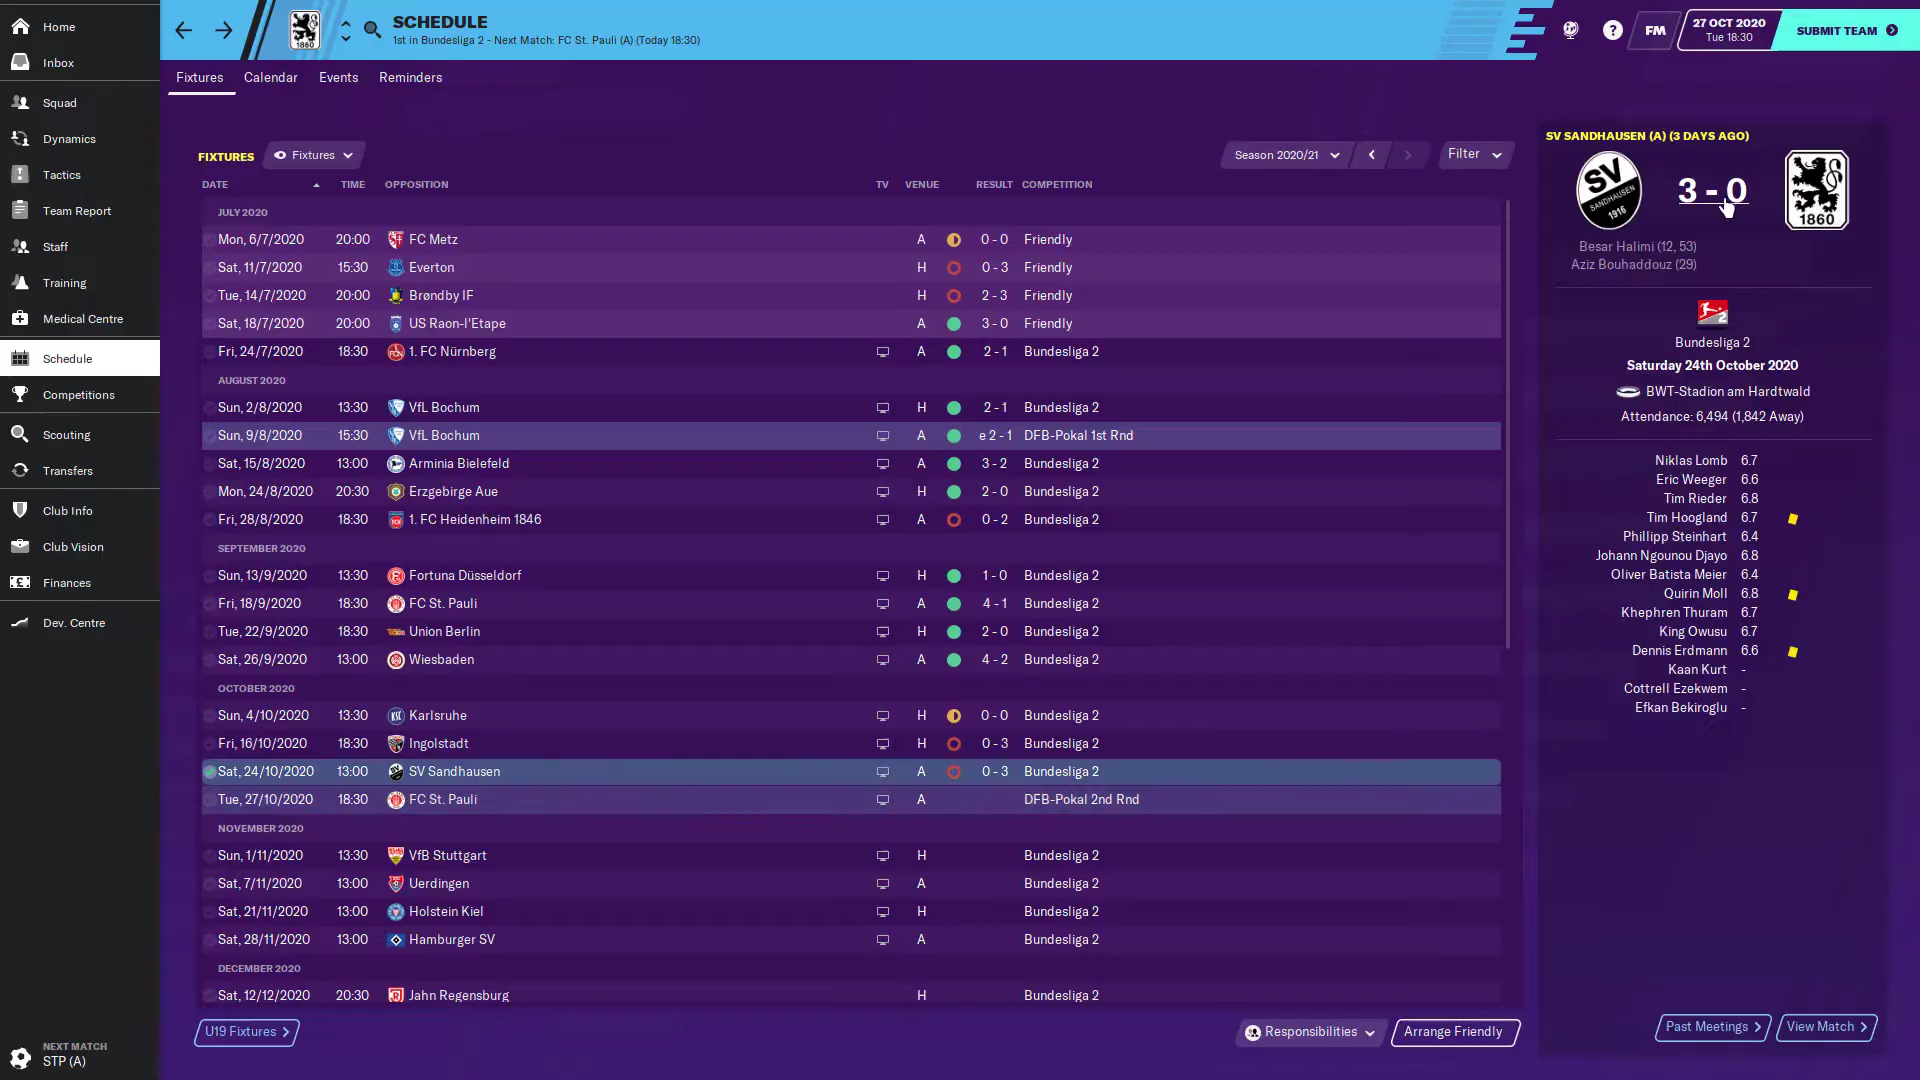 Home
Inbox
Squad
Dynamics
Tactics
Team Report
Staff
Training
Medical Centre
Schedule
Competitions
Scouting
Transfers
Club Info
Club Vision
Finances
Dev. Centre
NEXT MATCH
STP (A)
1860
SCHEDULE
1st in Bundesliga 2 - Next Match: FC St. Pauli (A) (Today 18:30)
?
FM
27 OCT 2020
Tue 18:30
SUBMIT TEAM
Fixtures Calendar Events Reminders
FIXTURES Fixtures Season 2020/21 Filter
DATE TIME OPPOSITION TV VENUE RESULT COMPETITION
JULY 2020
Mon, 6/7/2020 20:00 FC Metz A 0 - 0 Friendly
Sat, 11/7/2020 15:30 Everton H 0 - 3 Friendly
Tue, 14/7/2020 20:00 Brøndby IF H 2 - 3 Friendly
Sat, 18/7/2020 20:00 US Raon-l'Etape A 3 - 0 Friendly
Fri, 24/7/2020 18:30 1. FC Nürnberg A 2 - 1 Bundesliga 2
AUGUST 2020
Sun, 2/8/2020 13:30 VfL Bochum H 2 - 1 Bundesliga 2
Sun, 9/8/2020 15:30 VfL Bochum A e 2 - 1 DFB-Pokal 1st Rnd
Sat, 15/8/2020 13:00 Arminia Bielefeld A 3 - 2 Bundesliga 2
Mon, 24/8/2020 20:30 Erzgebirge Aue H 2 - 0 Bundesliga 2
Fri, 28/8/2020 18:30 1. FC Heidenheim 1846 A 0 - 2 Bundesliga 2
SEPTEMBER 2020
Sun, 13/9/2020 13:30 Fortuna Düsseldorf H 1 - 0 Bundesliga 2
Fri, 18/9/2020 18:30 FC St. Pauli A 4 - 1 Bundesliga 2
Tue, 22/9/2020 18:30 Union Berlin H 2 - 0 Bundesliga 2
Sat, 26/9/2020 13:00 Wiesbaden A 4 - 2 Bundesliga 2
OCTOBER 2020
Sun, 4/10/2020 13:30 Karlsruhe H 0 - 0 Bundesliga 2
Fri, 16/10/2020 18:30 Ingolstadt H 0 - 3 Bundesliga 2
Sat, 24/10/2020 13:00 SV Sandhausen A 0 - 3 Bundesliga 2
Tue, 27/10/2020 18:30 FC St. Pauli A DFB-Pokal 2nd Rnd
NOVEMBER 2020
Sun, 1/11/2020 13:30 VfB Stuttgart H Bundesliga 2
Sat, 7/11/2020 13:00 Uerdingen A Bundesliga 2
Sat, 21/11/2020 13:00 Holstein Kiel H Bundesliga 2
Sat, 28/11/2020 13:00 Hamburger SV A Bundesliga 2
DECEMBER 2020
Sat, 12/12/2020 20:30 Jahn Regensburg H Bundesliga 2
U19 Fixtures Responsibilities Arrange Friendly
SV SANDHAUSEN (A) (3 DAYS AGO)
SV SANDHAUSEN 1916
3 - 0
1860
Besar Halimi (12, 53)
Aziz Bouhaddouz (29)
2
Bundesliga 2
Saturday 24th October 2020
BWT-Stadion am Hardtwald
Attendance: 6,494 (1,842 Away)
Niklas Lomb 6.7
Eric Weeger 6.6
Tim Rieder 6.8
Tim Hoogland 6.7
Phillipp Steinhart 6.4
Johann Ngounou Djayo 6.8
Oliver Batista Meier 6.4
Quirin Moll 6.8
Khephren Thuram 6.7
King Owusu 6.7
Dennis Erdmann 6.6
Kaan Kurt -
Cottrell Ezekwem -
Efkan Bekiroglu -
Past Meetings View Match